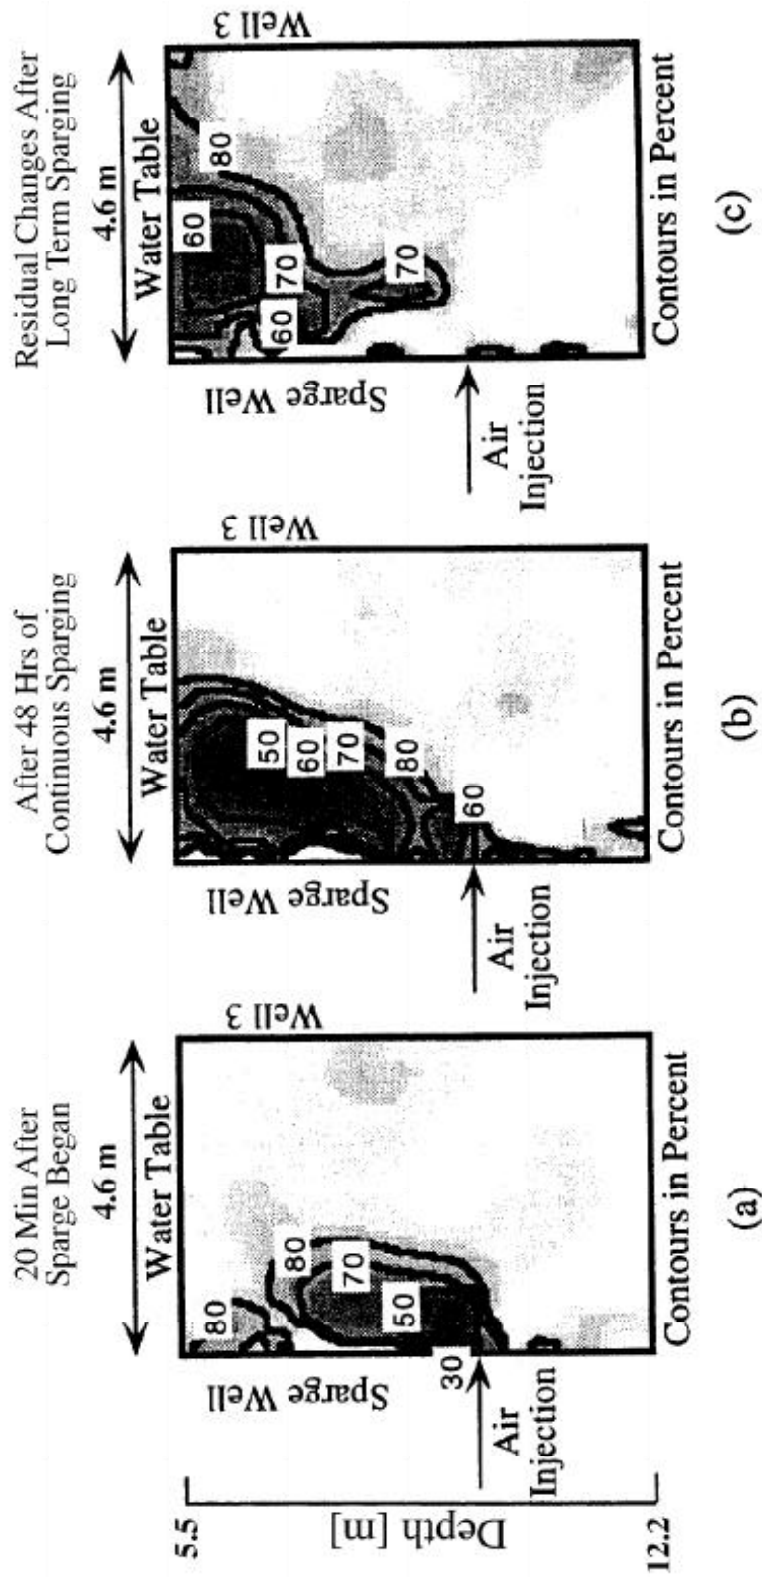 20 Min After
Sparge Began
4.6 m
Water Table
5.5
Depth [m]
12.2
Sparge Well
Well 3
80
80
70
50
30
Air
Injection
Contours in Percent
(a)
After 48 Hrs of
Continuous Sparging
4.6 m
Water Table
Sparge Well
Well 3
50
60
70
80
60
Air
Injection
Contours in Percent
(b)
Residual Changes After
Long Term Sparging
4.6 m
Water Table
Sparge Well
Well 3
60
80
70
60
70
Air
Injection
Contours in Percent
(c)